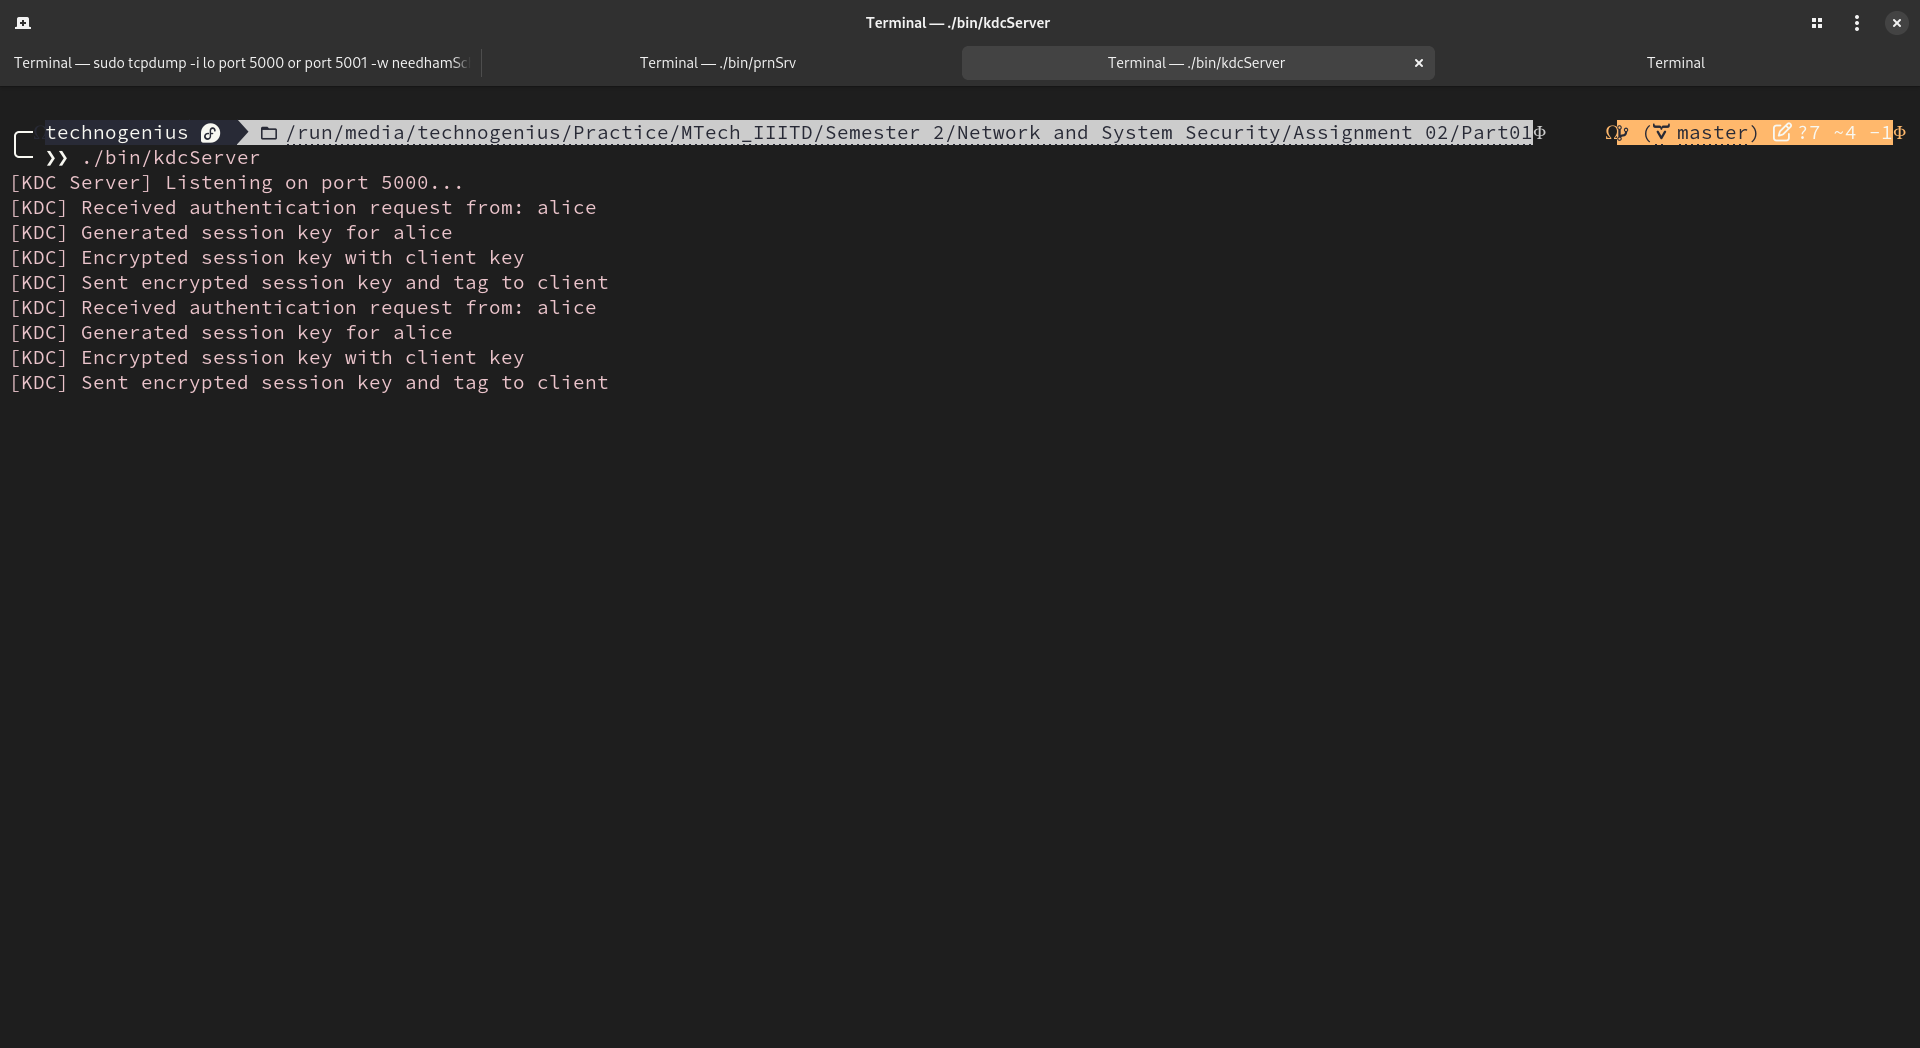 Terminal — ./bin/kdcServer
Terminal — sudo tcpdump -i lo port 5000 or port 5001 -w needhamSc
Terminal — ./bin/prnSrv
Terminal — ./bin/kdcServer
Terminal
technogenius /run/media/technogenius/Practice/MTech_IIITD/Semester 2/Network and System Security/Assignment 02/Part01Φ Ω (master) ?7 ~4 -1Φ
❯❯ ./bin/kdcServer
[KDC Server] Listening on port 5000...
[KDC] Received authentication request from: alice
[KDC] Generated session key for alice
[KDC] Encrypted session key with client key
[KDC] Sent encrypted session key and tag to client
[KDC] Received authentication request from: alice
[KDC] Generated session key for alice
[KDC] Encrypted session key with client key
[KDC] Sent encrypted session key and tag to client